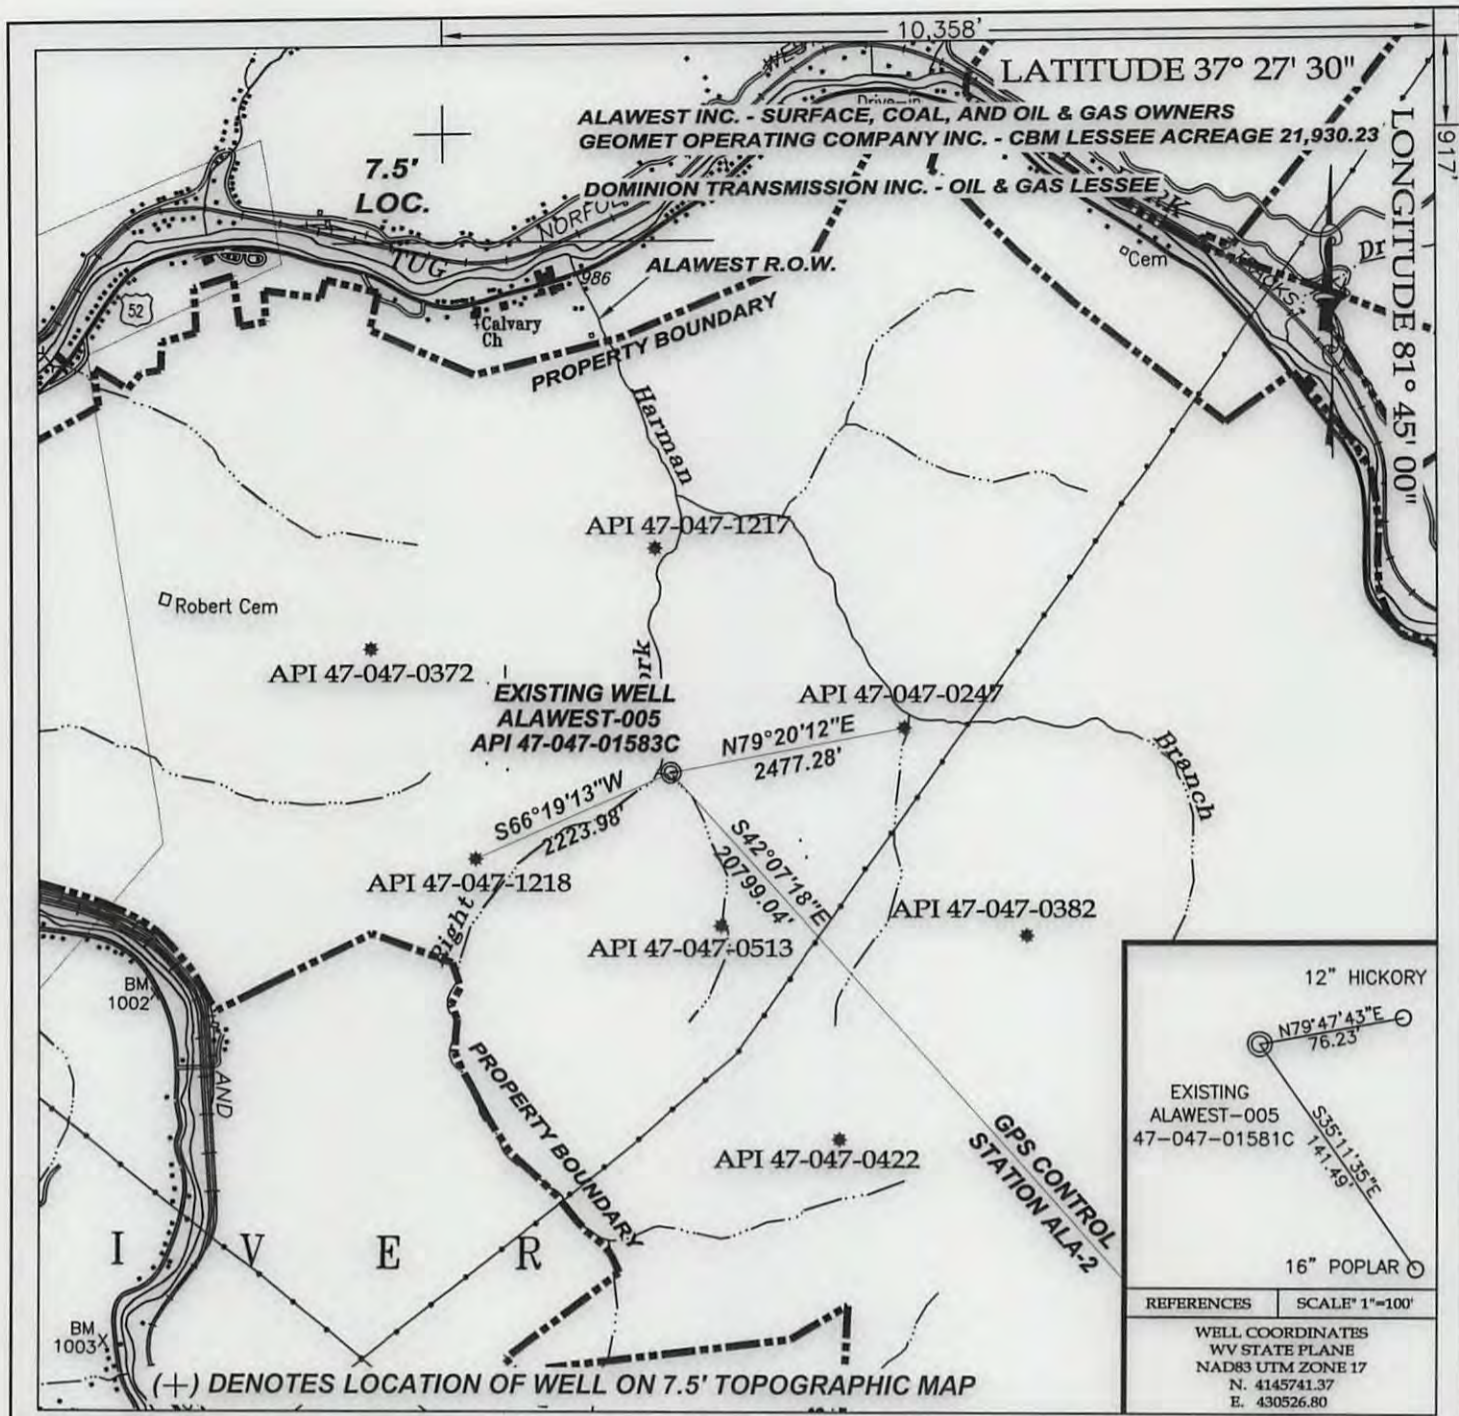 10,358'
LATITUDE 37° 27' 30"
ALAWEST INC. - SURFACE, COAL, AND OIL & GAS OWNERS
GEOMET OPERATING COMPANY INC. - CBM LESSEE ACREAGE 21,930.23
917'
LONGITUDE 81° 45' 00"
7.5'
LOC.
DOMINION TRANSMISSION INC. - OIL & GAS LESSEE
TUG
ALAWEST R.O.W.
986
Cem
Dr
52
Calvary
Ch
PROPERTY BOUNDARY
Harman
API 47-047-1217
Robert Cem
API 47-047-0372
EXISTING WELL
ALAWEST-005
API 47-047-01583C
API 47-047-0247
N79°20'12"E
2477.28'
Branch
S66°19'13"W
2223.98'
S42°07'18"E
20799.04'
API 47-047-1218
Right
API 47-047-0382
API 47-047-0513
BM
1002
AND
PROPERTY BOUNDARY
API 47-047-0422
GPS CONTROL
STATION ALA-2
I V E R
BM
1003
(+) DENOTES LOCATION OF WELL ON 7.5' TOPOGRAPHIC MAP
12" HICKORY
N79°47'43"E
76.23'
EXISTING
ALAWEST-005
47-047-01581C
S35°11'35"E
141.49'
16" POPLAR
REFERENCES
SCALE" 1"=100'
WELL COORDINATES
WV STATE PLANE
NAD83 UTM ZONE 17
N. 4145741.37
E. 430526.80